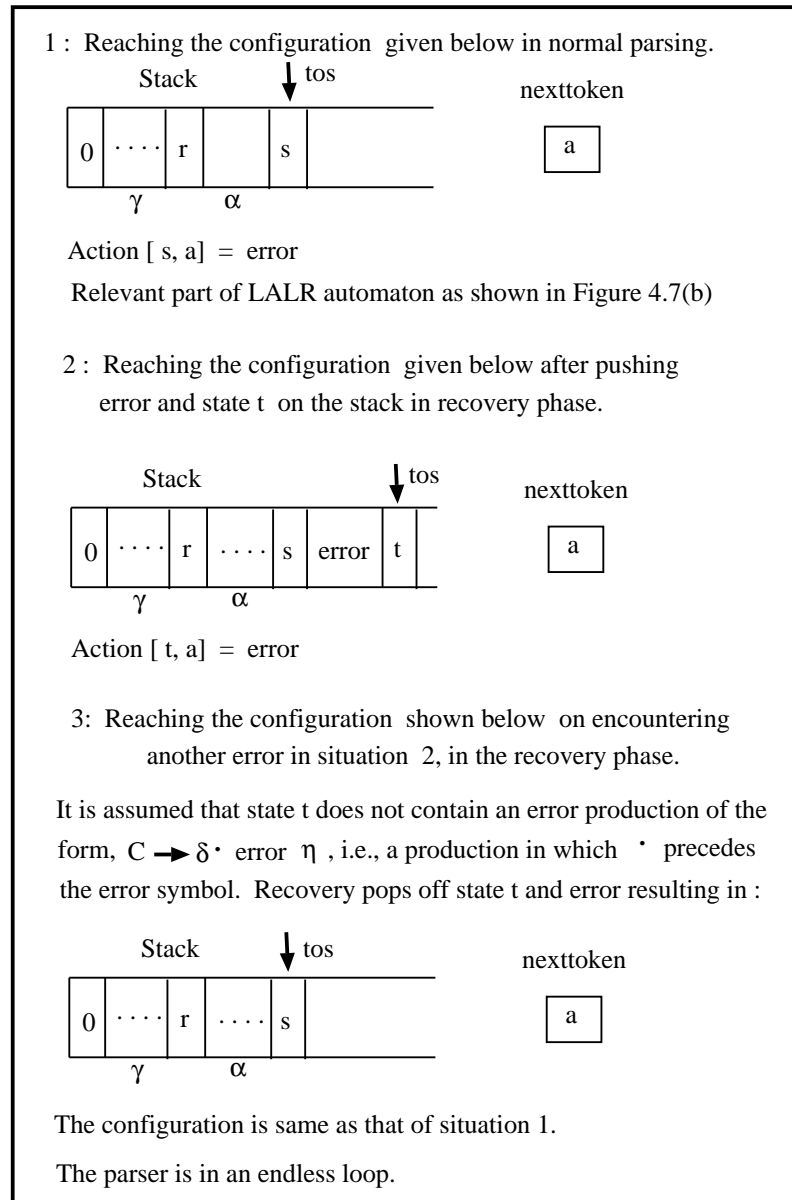 1 : Reaching the configuration given below in normal parsing.
Stack tos nexttoken
0 · · · · r s a
γ α
Action [ s, a] = error
Relevant part of LALR automaton as shown in Figure 4.7(b)
2 : Reaching the configuration given below after pushing
error and state t on the stack in recovery phase.
Stack tos nexttoken
0 · · · · r · · · · s error t a
γ α
Action [ t, a] = error
3: Reaching the configuration shown below on encountering
another error in situation 2, in the recovery phase.
It is assumed that state t does not contain an error production of the
form, C → δ · error η , i.e., a production in which · precedes
the error symbol. Recovery pops off state t and error resulting in :
Stack tos nexttoken
0 · · · · r · · · · s a
γ α
The configuration is same as that of situation 1.
The parser is in an endless loop.